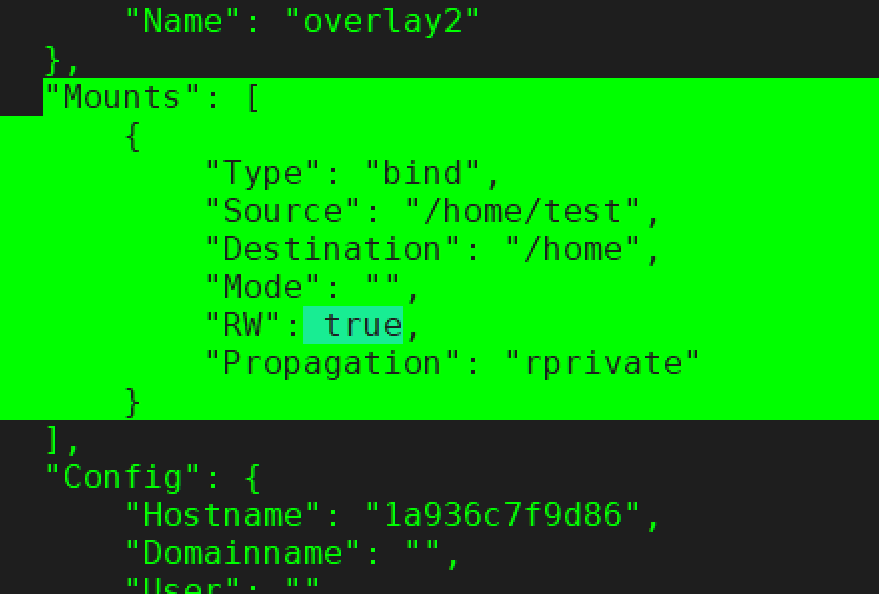 "Name": "overlay2"
},
"Mounts": [
{
"Type": "bind",
"Source": "/home/test",
"Destination": "/home",
"Mode": "",
"RW": true,
"Propagation": "rprivate"
}
],
"Config": {
"Hostname": "1a936c7f9d86",
"Domainname": "",
"User": ""